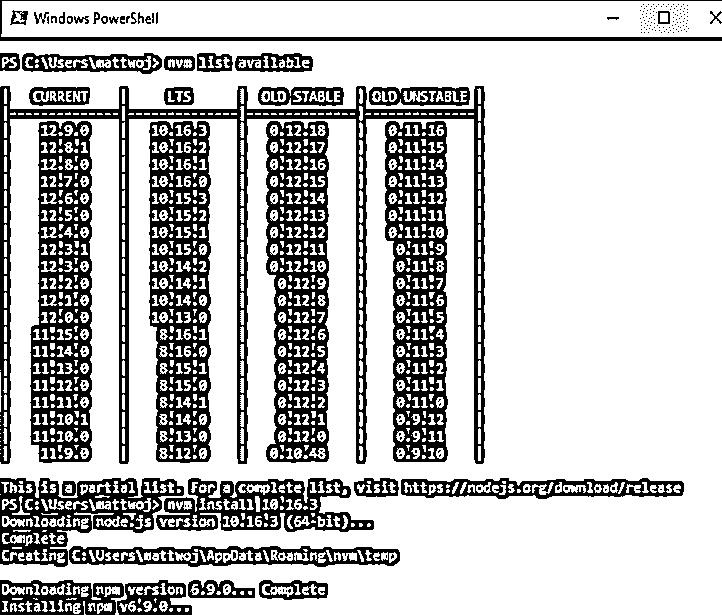 Windows PowerShell
PS C:\Users\mattwoj> nvm list available
| CURRENT | LTS | OLD STABLE | OLD UNSTABLE |
| 12.9.0 | 10.16.3 | 0.12.18 | 0.11.16 |
| 12.8.1 | 10.16.2 | 0.12.17 | 0.11.15 |
| 12.8.0 | 10.16.1 | 0.12.16 | 0.11.14 |
| 12.7.0 | 10.16.0 | 0.12.15 | 0.11.13 |
| 12.6.0 | 10.15.3 | 0.12.14 | 0.11.12 |
| 12.5.0 | 10.15.2 | 0.12.13 | 0.11.11 |
| 12.4.0 | 10.15.1 | 0.12.12 | 0.11.10 |
| 12.3.1 | 10.15.0 | 0.12.11 | 0.11.9 |
| 12.3.0 | 10.14.2 | 0.12.10 | 0.11.8 |
| 12.2.0 | 10.14.1 | 0.12.9 | 0.11.7 |
| 12.1.0 | 10.14.0 | 0.12.8 | 0.11.6 |
| 12.0.0 | 10.13.0 | 0.12.7 | 0.11.5 |
| 11.15.0 | 8.16.1 | 0.12.6 | 0.11.4 |
| 11.14.0 | 8.16.0 | 0.12.5 | 0.11.3 |
| 11.13.0 | 8.15.1 | 0.12.4 | 0.11.2 |
| 11.12.0 | 8.15.0 | 0.12.3 | 0.11.1 |
| 11.11.0 | 8.14.1 | 0.12.2 | 0.11.0 |
| 11.10.1 | 8.14.0 | 0.12.1 | 0.9.12 |
| 11.10.0 | 8.13.0 | 0.12.0 | 0.9.11 |
| 11.9.0 | 8.12.0 | 0.10.48 | 0.9.10 |
This is a partial list. For a complete list, visit https://nodejs.org/download/release
PS C:\Users\mattwoj> nvm install 10.16.3
Downloading node.js version 10.16.3 (64-bit)...
Complete
Creating C:\Users\mattwoj\AppData\Roaming\nvm\temp
Downloading npm version 6.9.0... Complete
Installing npm v6.9.0...